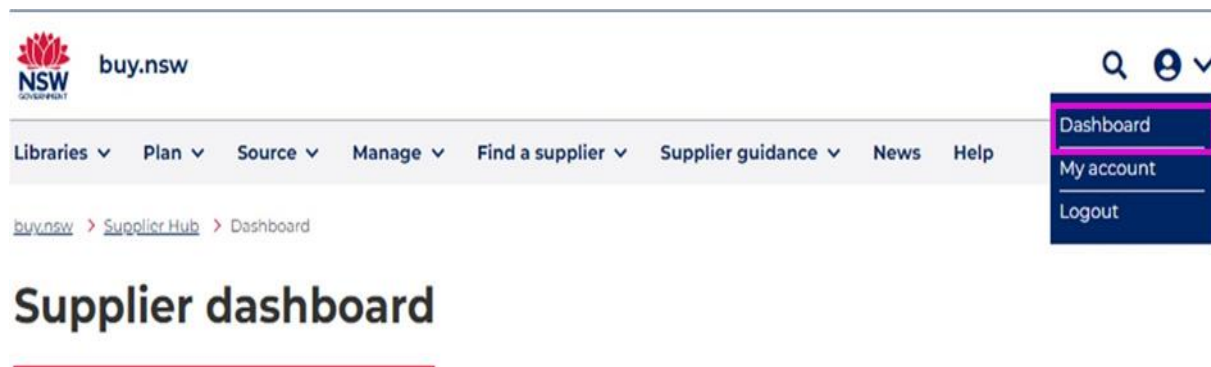 NSW
GOVERNMENT
buy.nsw
Dashboard
My account
Logout
Libraries Plan Source Manage Find a supplier Supplier guidance News Help
buy.nsw > Supplier Hub > Dashboard
Supplier dashboard